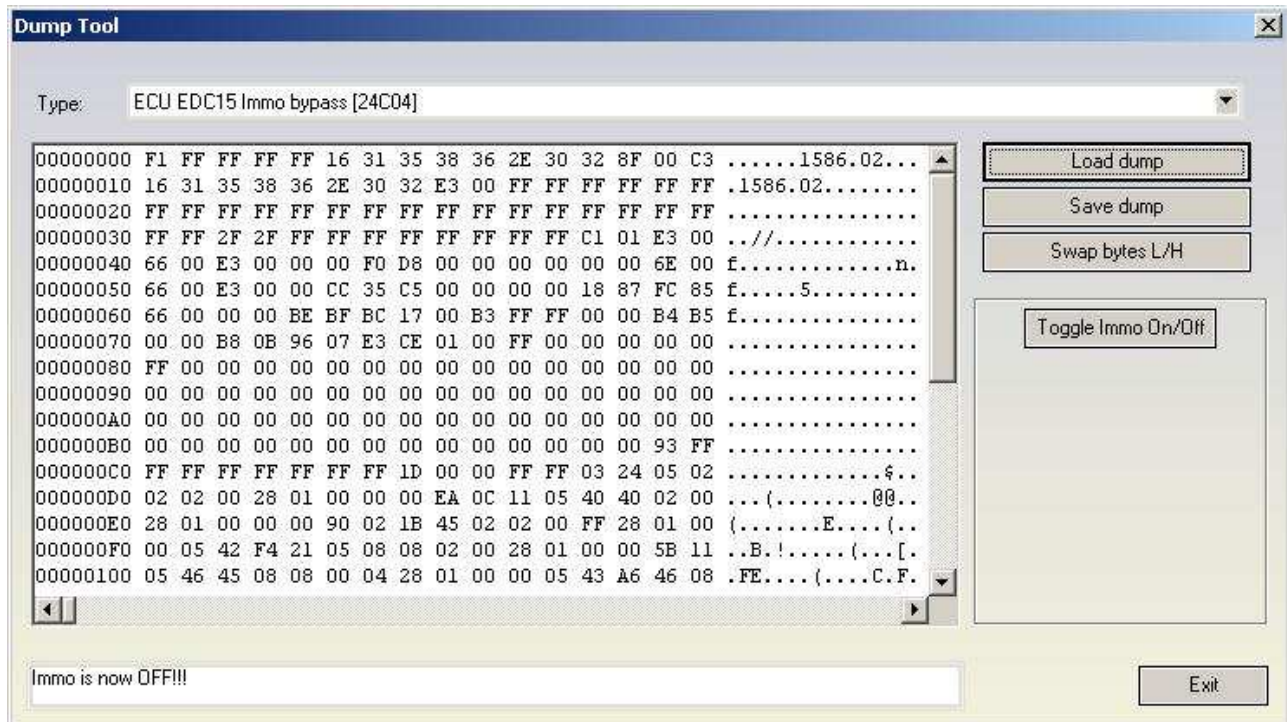 Dump Tool
Type: ECU EDC15 Immo bypass [24C04]
00000000 F1 FF FF FF FF 16 31 35 38 36 2E 30 32 8F 00 C3 ......1586.02...
00000010 16 31 35 38 36 2E 30 32 E3 00 FF FF FF FF FF FF .1586.02........
00000020 FF FF FF FF FF FF FF FF FF FF FF FF FF FF FF FF ................
00000030 FF FF 2F 2F FF FF FF FF FF FF FF FF C1 01 E3 00 ..//............
00000040 66 00 E3 00 00 00 F0 D8 00 00 00 00 00 00 6E 00 f.............n.
00000050 66 00 E3 00 00 CC 35 C5 00 00 00 00 18 87 FC 85 f.....5.........
00000060 66 00 00 00 BE BF BC 17 00 B3 FF FF 00 00 B4 B5 f...............
00000070 00 00 B8 0B 96 07 E3 CE 01 00 FF 00 00 00 00 00 ................
00000080 FF 00 00 00 00 00 00 00 00 00 00 00 00 00 00 00 ................
00000090 00 00 00 00 00 00 00 00 00 00 00 00 00 00 00 00 ................
000000A0 00 00 00 00 00 00 00 00 00 00 00 00 00 00 00 00 ................
000000B0 00 00 00 00 00 00 00 00 00 00 00 00 00 00 93 FF ................
000000C0 FF FF FF FF FF FF FF 1D 00 00 FF FF 03 24 05 02 .............$..
000000D0 02 02 00 28 01 00 00 00 EA 0C 11 05 40 40 02 00 ...(........@@..
000000E0 28 01 00 00 00 90 02 1B 45 02 02 00 FF 28 01 00 (.......E....(..
000000F0 00 05 42 F4 21 05 08 08 02 00 28 01 00 00 5B 11 ..B.!.....(...[.
00000100 05 46 45 08 08 00 04 28 01 00 00 05 43 A6 46 08 .FE....(....C.F.
Load dump
Save dump
Swap bytes L/H
Toggle Immo On/Off
Immo is now OFF!!!
Exit